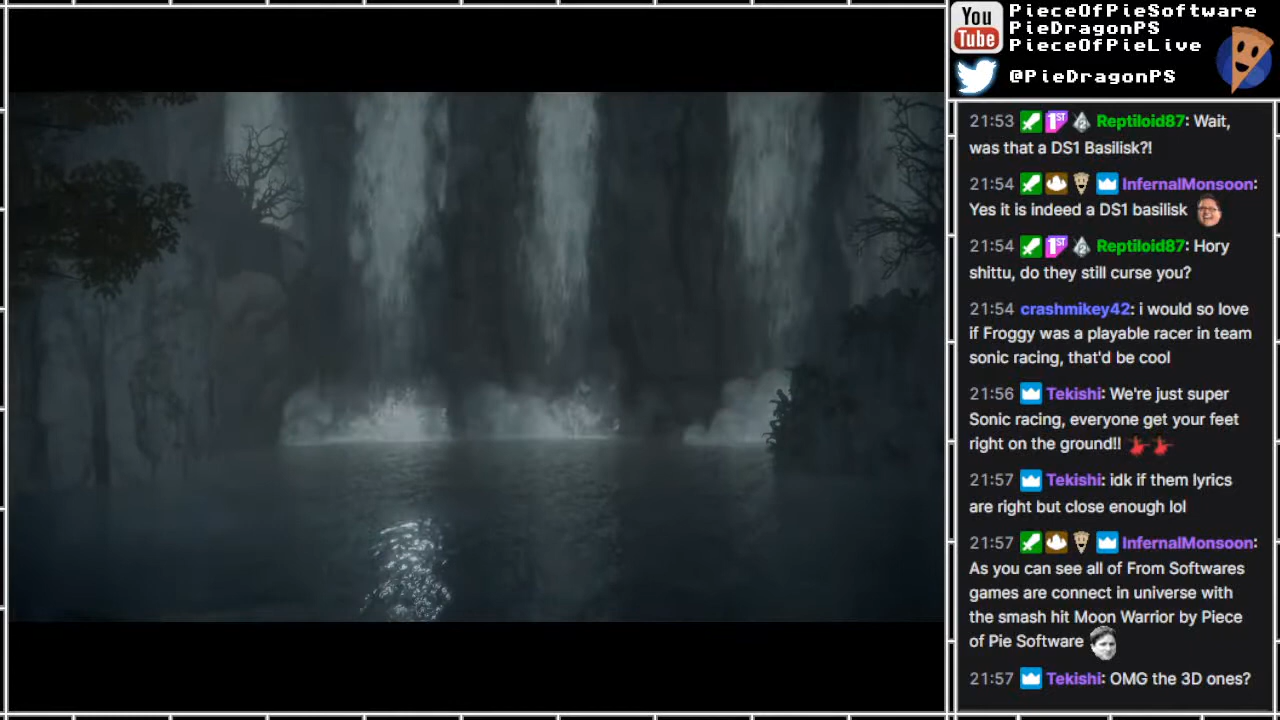 You
Tube
PieceOfPieSoftware
PieDragonPS
PieceOfPieLive
@PieDragonPS
21:53 1ST 2 Reptiloid87: Wait,
was that a DS1 Basilisk?!
21:54 InfernalMonsoon:
Yes it is indeed a DS1 basilisk
21:54 1ST 2 Reptiloid87: Hory
shittu, do they still curse you?
21:54 crashmikey42: i would so love
if Froggy was a playable racer in team
sonic racing, that'd be cool
21:56 Tekishi: We're just super
Sonic racing, everyone get your feet
right on the ground!!
21:57 Tekishi: idk if them lyrics
are right but close enough lol
21:57 InfernalMonsoon:
As you can see all of From Softwares
games are connect in universe with
the smash hit Moon Warrior by Piece
of Pie Software
21:57 Tekishi: OMG the 3D ones?